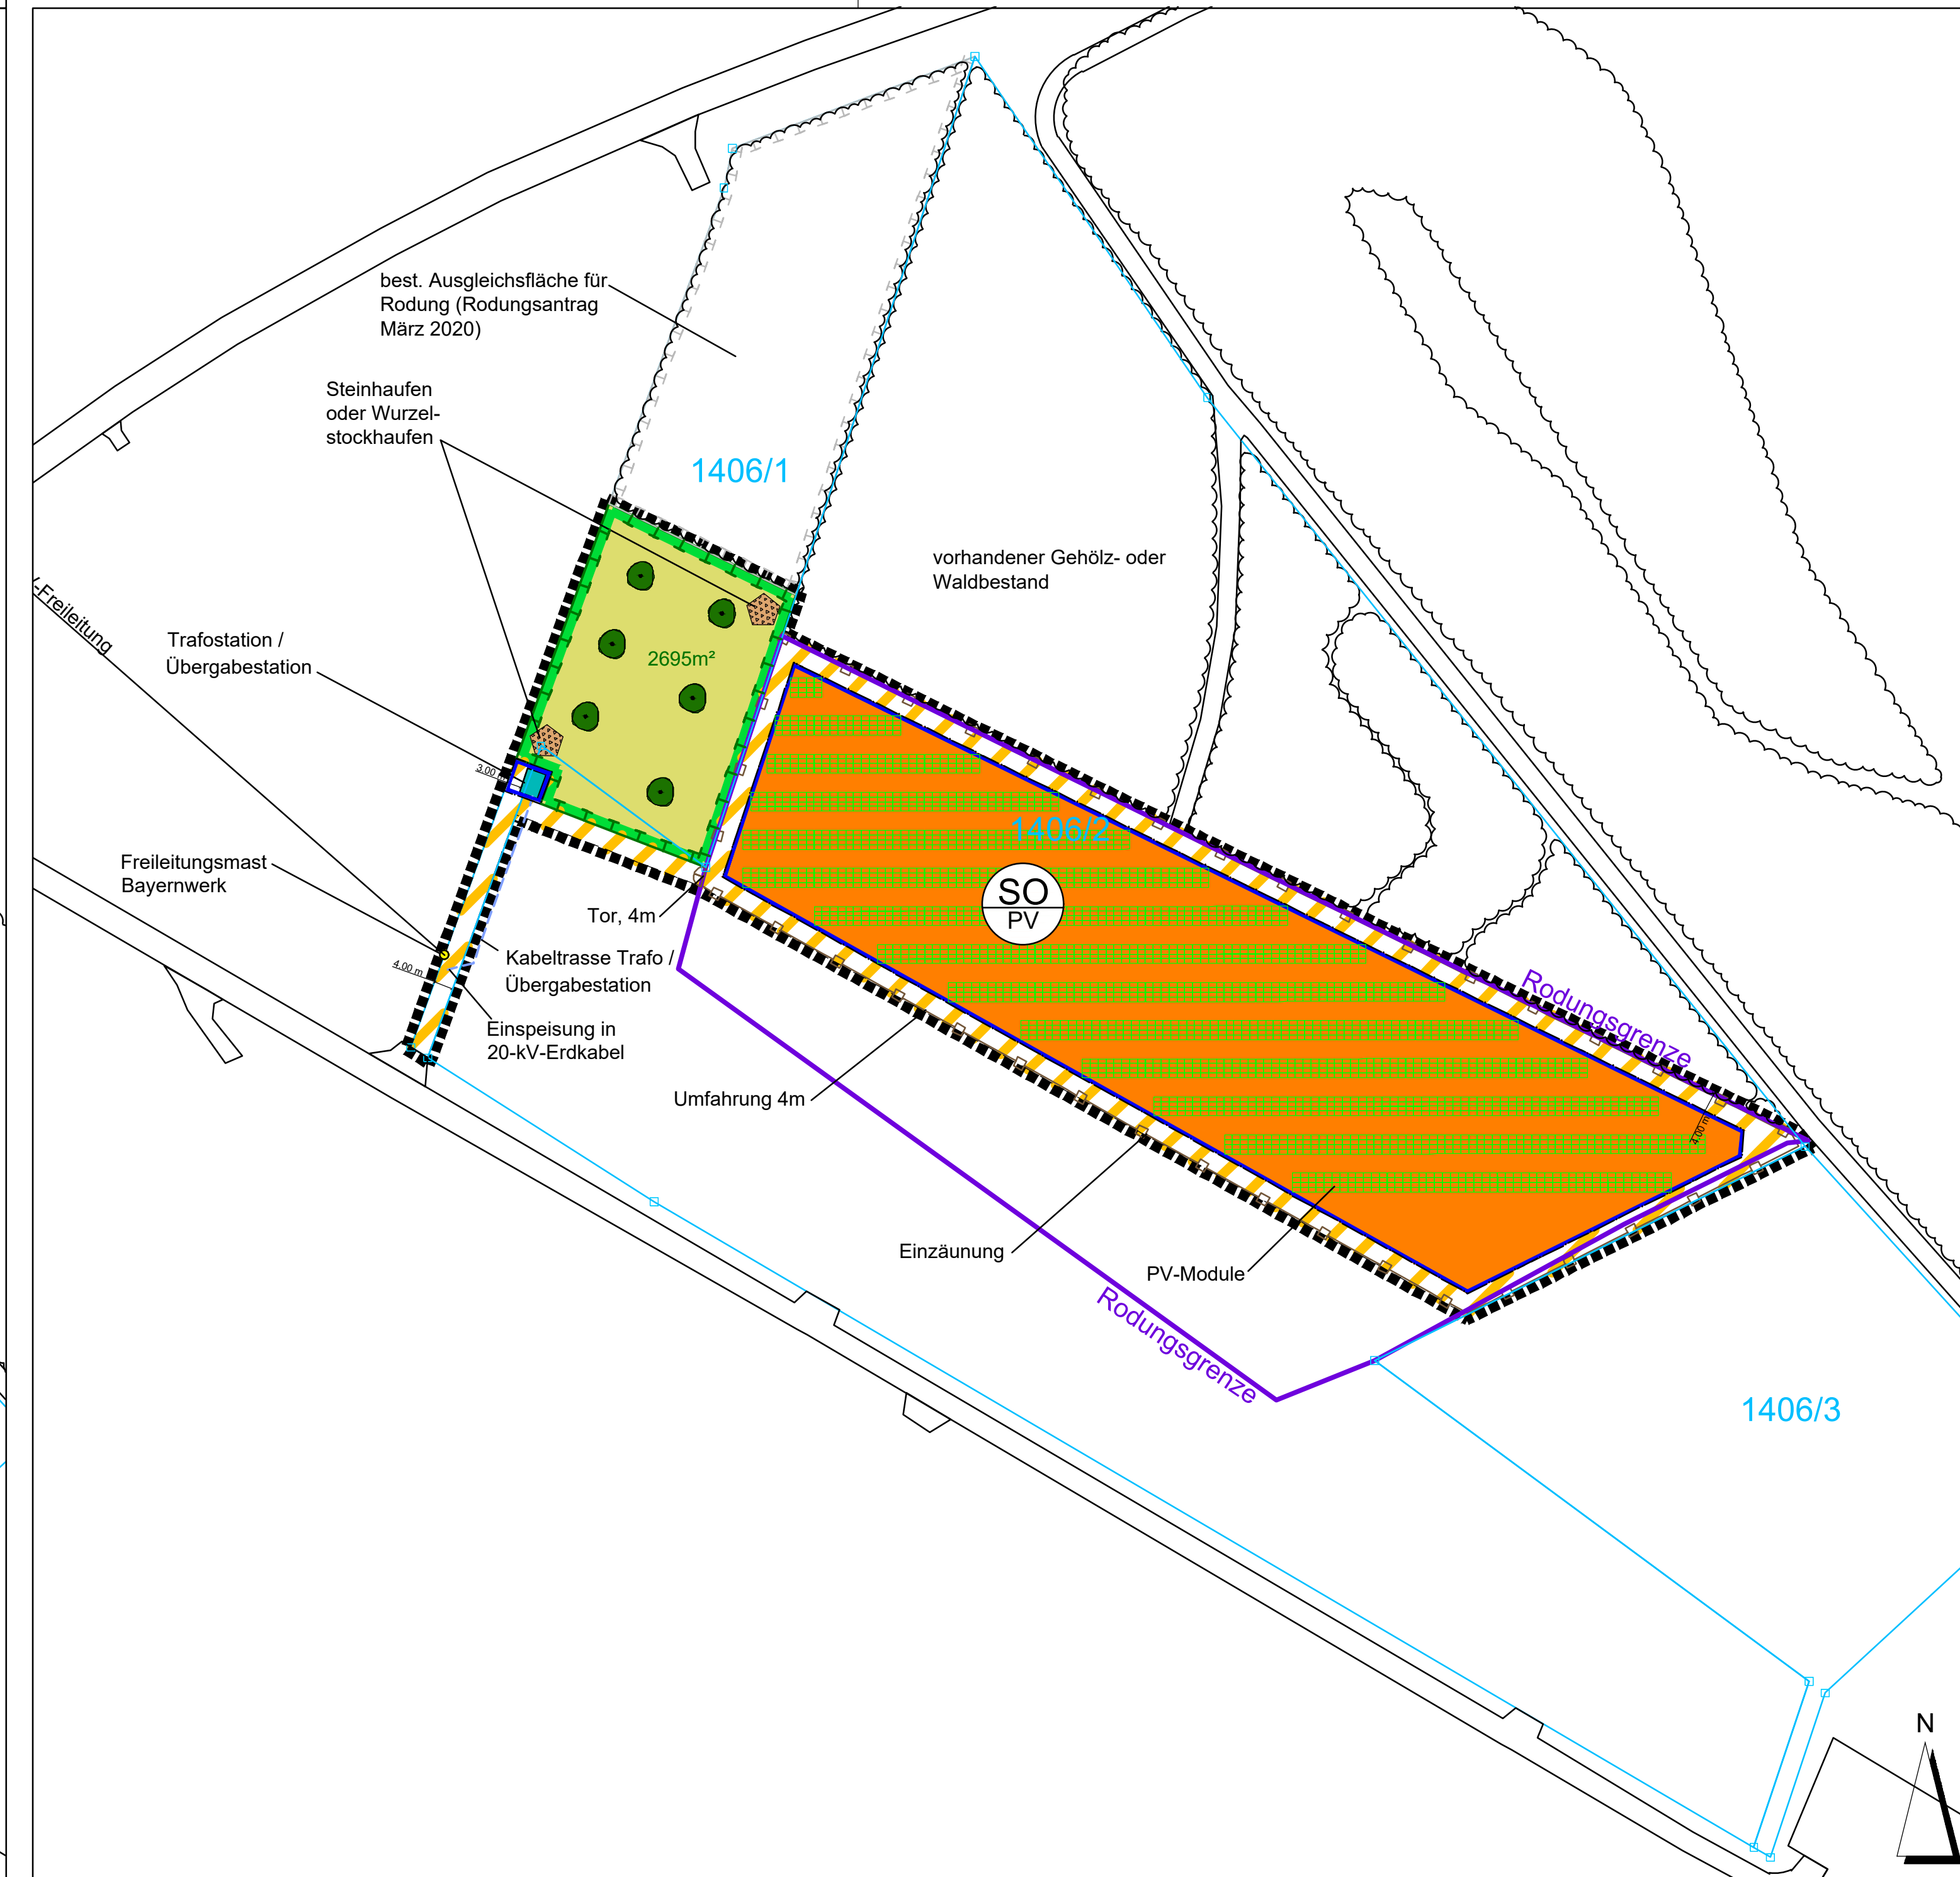 best. Ausgleichsfläche für
Rodung (Rodungsantrag
März 2020)
Steinhaufen
oder Wurzel-
stockhaufen
1406/1
vorhandener Gehölz- oder
Waldbestand
-Freileitung
Trafostation /
Übergabestation
2695m²
3.00
1406/2
SO
PV
Freileitungsmast
Bayernwerk
Tor, 4m
Kabeltrasse Trafo /
Übergabestation
4.00 m
Einspeisung in
20-kV-Erdkabel
Rodungsgrenze
Umfahrung 4m
4.00 m
Einzäunung
PV-Module
Rodungsgrenze
1406/3
N